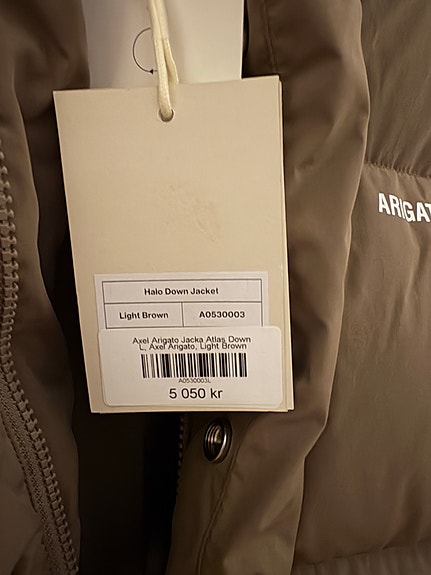 ARIGAT
Halo Down Jacket
Light Brown A0530003
Axel Arigato Jacka Atlas Down
L, Axel Arigato, Light Brown
A0530003L
5 050 kr